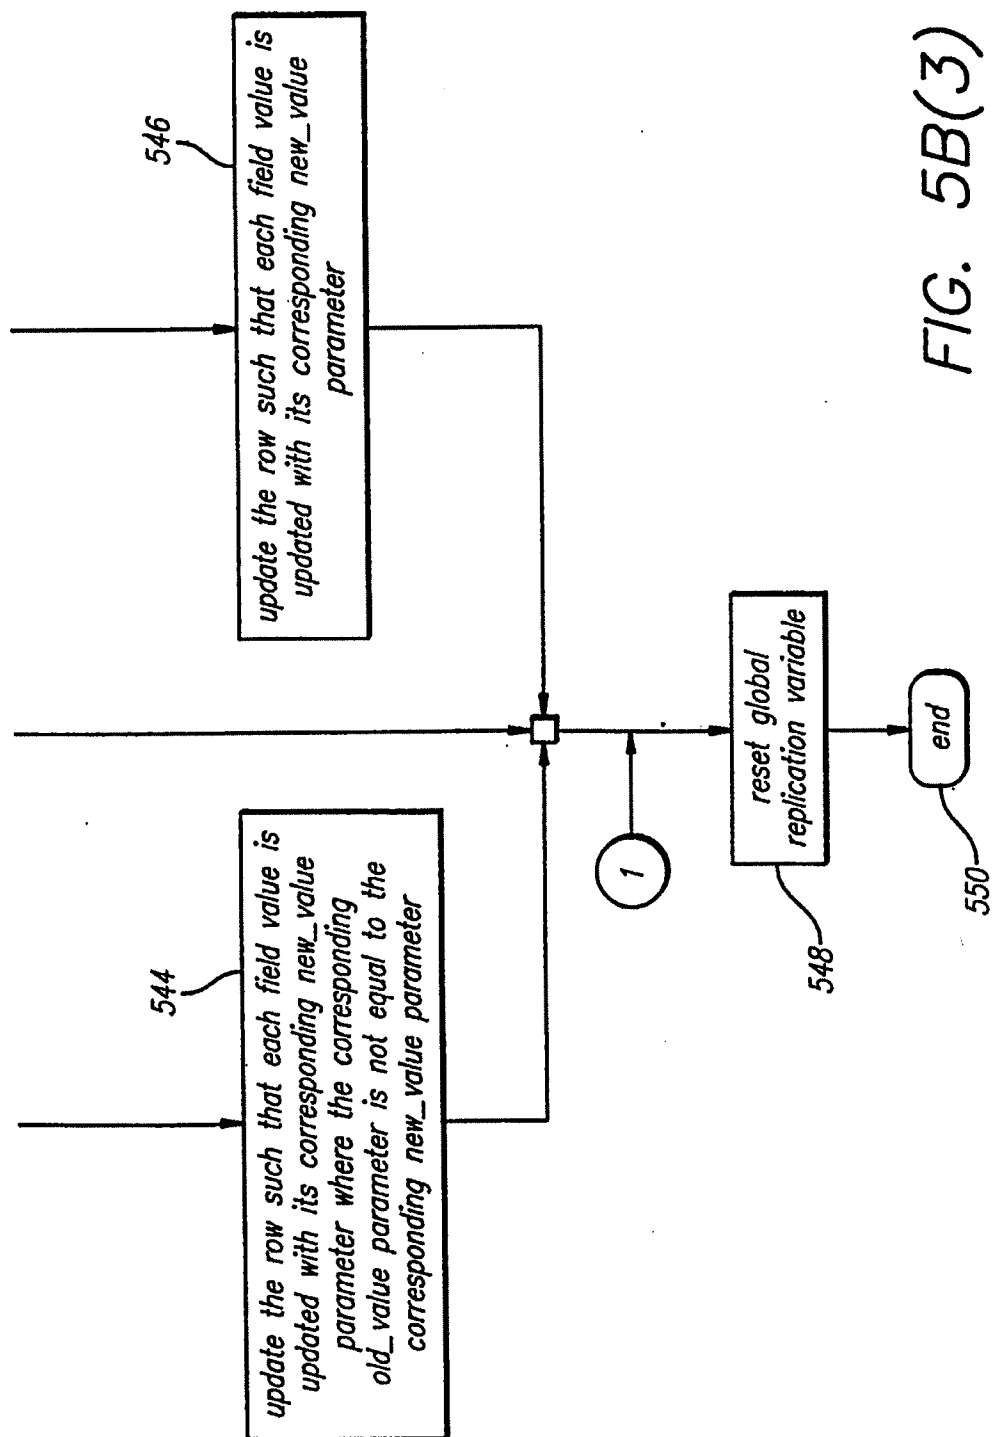 544
update the row such that each field value is
updated with its corresponding new_value
parameter where the corresponding
old_value parameter is not equal to the
corresponding new_value parameter
546
update the row such that each field value is
updated with its corresponding new_value
parameter
1
548
reset global
replication variable
550
end
FIG. 5B(3)